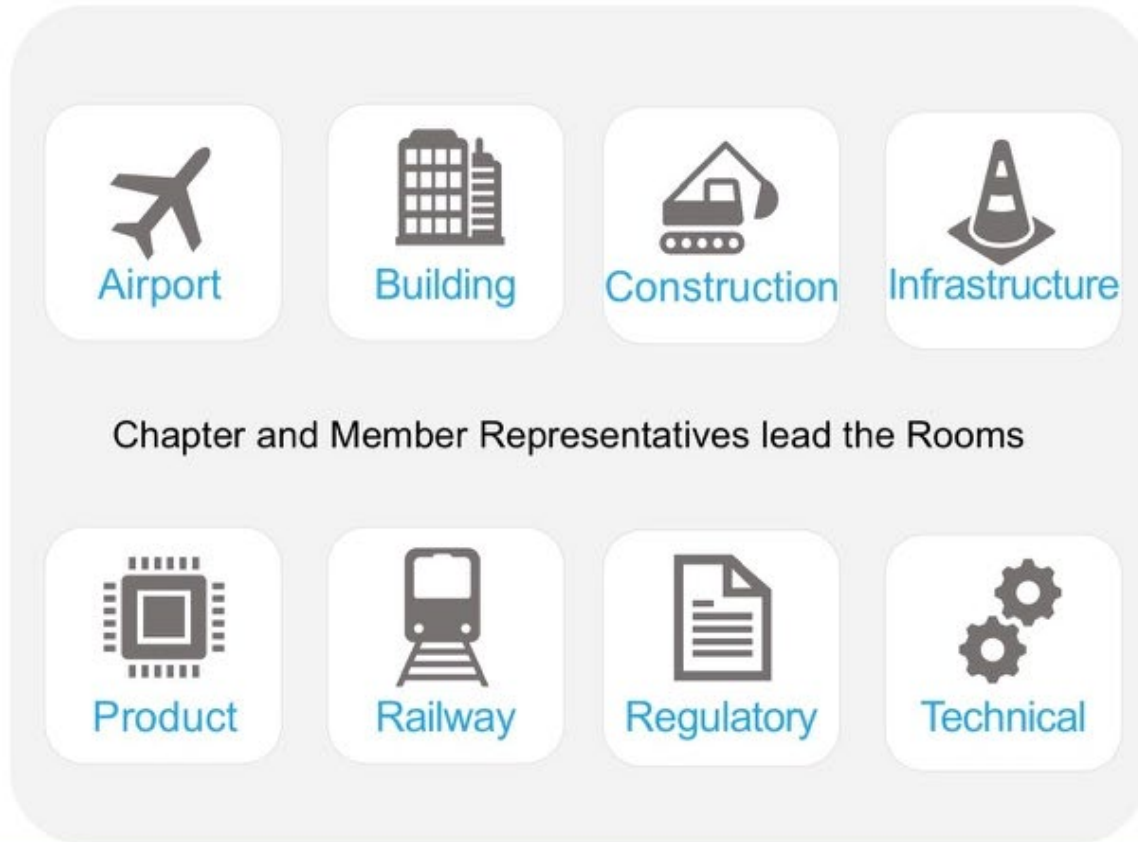 Airport
Building
Construction
Infrastructure
Chapter and Member Representatives lead the Rooms
Product
Railway
Regulatory
Technical